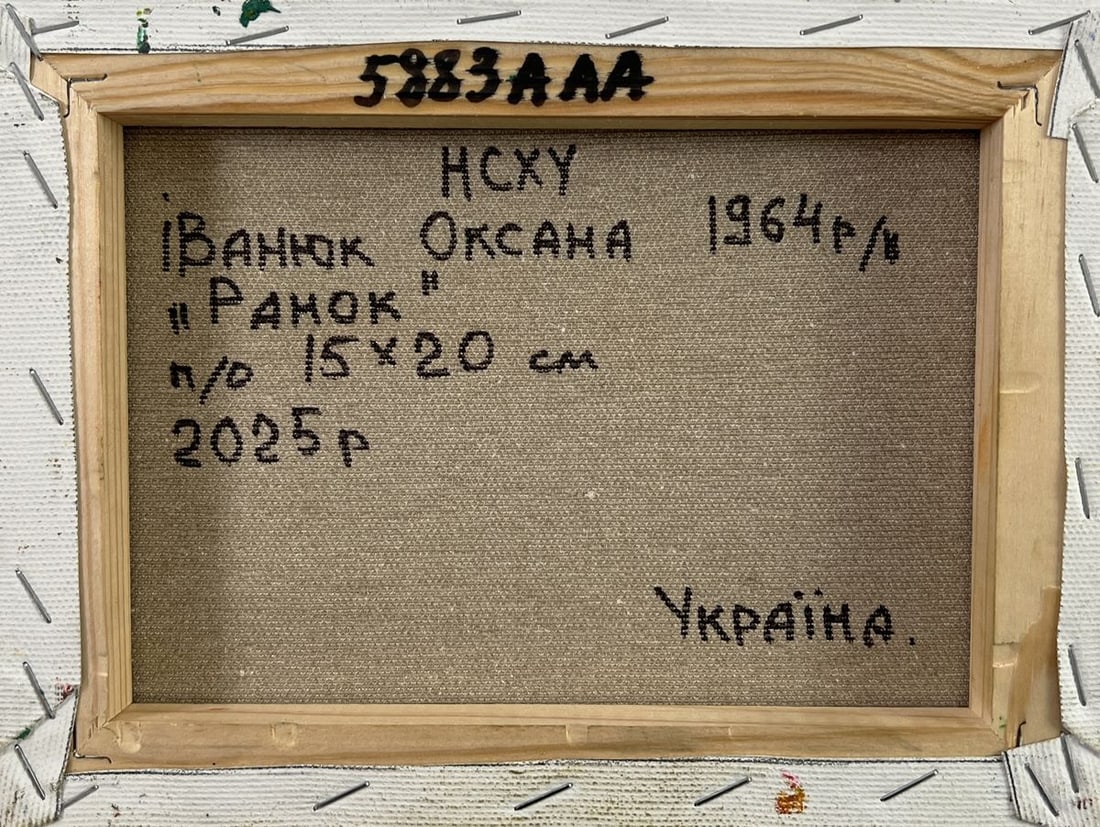 5883AAA
НСХУ
іванюк Оксана 1964р/н
„Ранок"
п/о 15×20 см
2025р
Україна.